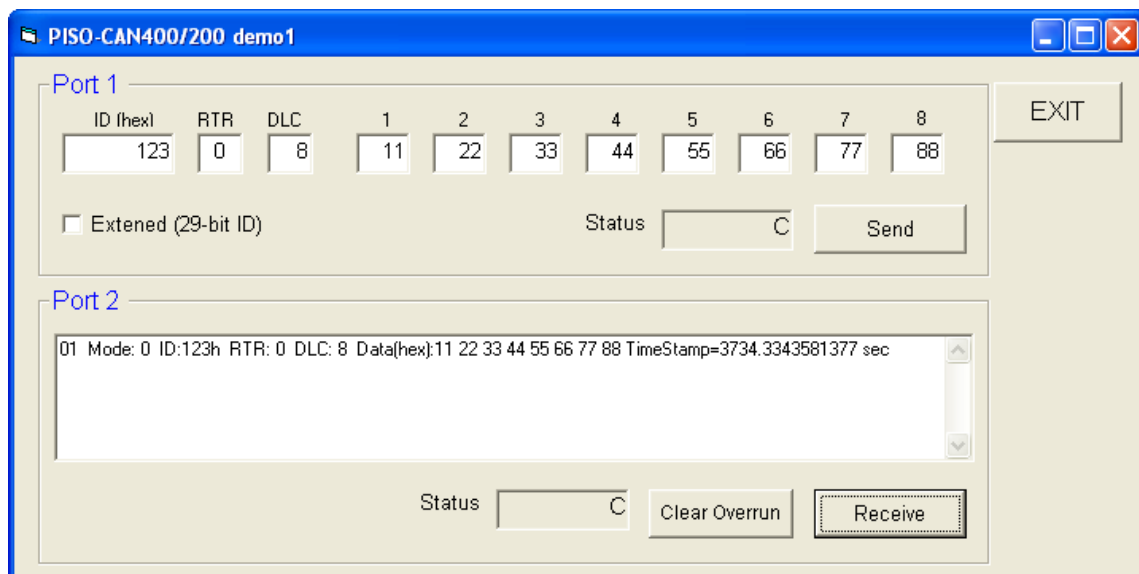 PISO-CAN400/200 demo1
Port 1
EXIT
ID (hex) RTR DLC 1 2 3 4 5 6 7 8
123 0 8 11 22 33 44 55 66 77 88
Extened (29-bit ID) Status C Send
Port 2
01 Mode: 0 ID:123h RTR: 0 DLC: 8 Data(hex):11 22 33 44 55 66 77 88 TimeStamp=3734.3343581377 sec
Status C Clear Overrun Receive